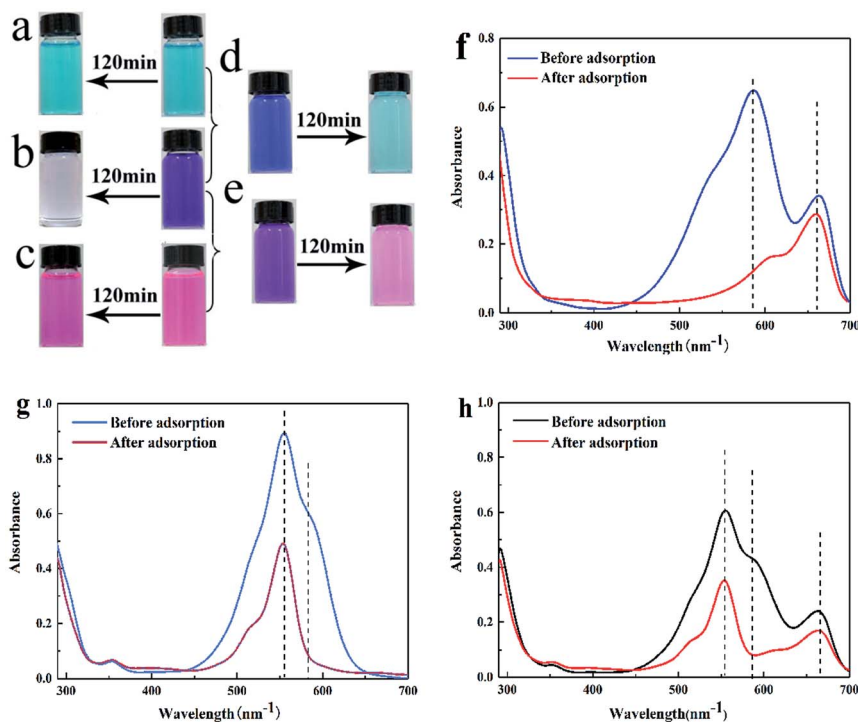 a
120min
b
120min
c
120min
d
120min
e
120min
f
Before adsorption
After adsorption
0.8
0.6
0.4
0.2
0.0
Absorbance
300
400
500
600
700
Wavelength(nm⁻¹)
g
Before adsorption
After adsorption
1.0
0.8
0.6
0.4
0.2
0.0
Absorbance
300
400
500
600
700
Wavelength(nm⁻¹)
h
Before adsorption
After adsorption
1.0
0.8
0.6
0.4
0.2
0.0
Absorbance
300
400
500
600
700
Wavelength(nm⁻¹)